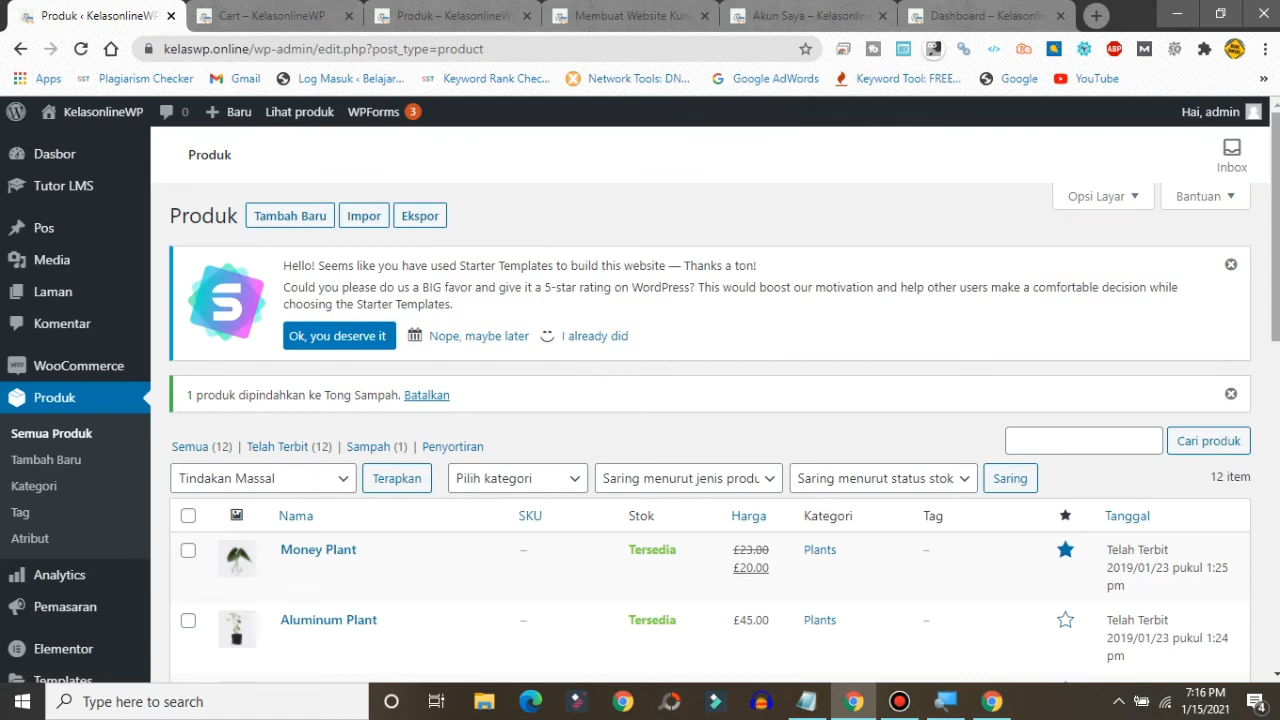 Produk ‹ KelasonlineWP
Cart – KelasonlineWP
Produk – KelasonlineWP
Membuat Website Kurs
Akun Saya – Kelasonline
Dashboard – Kelasonline
kelaswp.online/wp-admin/edit.php?post_type=product
Apps
Plagiarism Checker
Gmail
Log Masuk ‹ Belajar...
Keyword Rank Chec...
Network Tools: DN...
Google AdWords
Keyword Tool: FREE...
Google
YouTube
»
KelasonlineWP
0
Baru
Lihat produk
WPForms 3
Hai, admin
Dasbor
Tutor LMS
Pos
Media
Laman
Komentar
WooCommerce
Produk
Semua Produk
Tambah Baru
Kategori
Tag
Atribut
Analytics
Pemasaran
Elementor
Templates
Produk
Inbox
Opsi Layar
Bantuan
Produk
Tambah Baru
Impor
Ekspor
Hello! Seems like you have used Starter Templates to build this website — Thanks a ton!
Could you please do us a BIG favor and give it a 5-star rating on WordPress? This would boost our motivation and help other users make a comfortable decision while
choosing the Starter Templates.
Ok, you deserve it
Nope, maybe later
I already did
1 produk dipindahkan ke Tong Sampah. Batalkan
Semua (12) | Telah Terbit (12) | Sampah (1) | Penyortiran
Cari produk
Tindakan Massal
Terapkan
Pilih kategori
Saring menurut jenis produ
Saring menurut status stok
Saring
12 item
Nama
SKU
Stok
Harga
Kategori
Tag
Tanggal
Money Plant
–
Tersedia
£23.00
£20.00
Plants
–
Telah Terbit
2019/01/23 pukul 1:25
pm
Aluminum Plant
–
Tersedia
£45.00
Plants
–
Telah Terbit
2019/01/23 pukul 1:24
pm
Type here to search
7:16 PM
1/15/2021
4